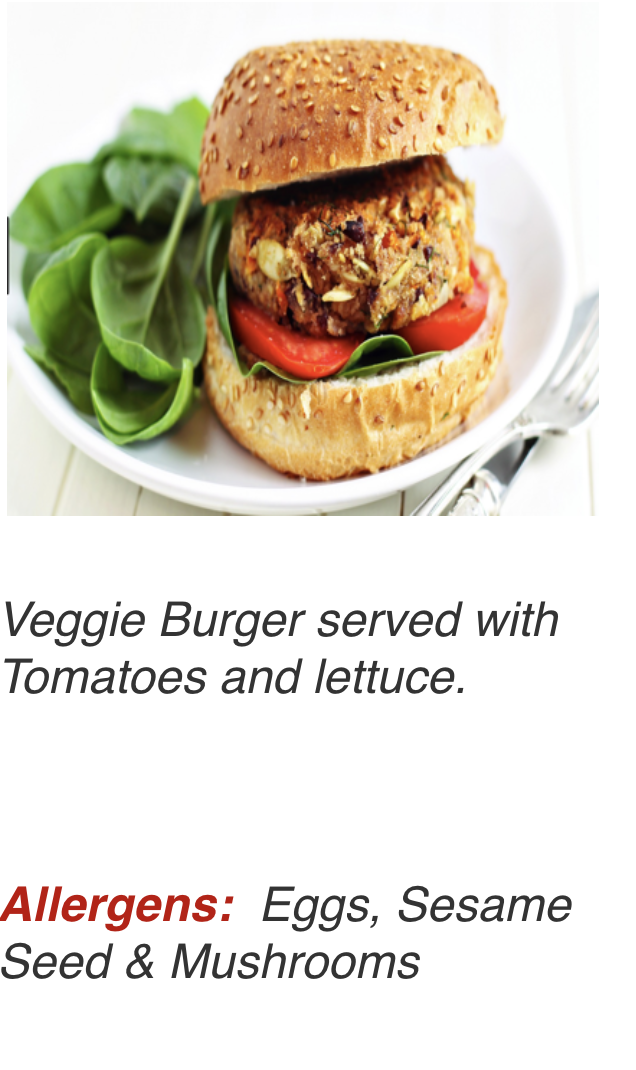 Veggie Burger served with
Tomatoes and lettuce.
Allergens: Eggs, Sesame
Seed & Mushrooms